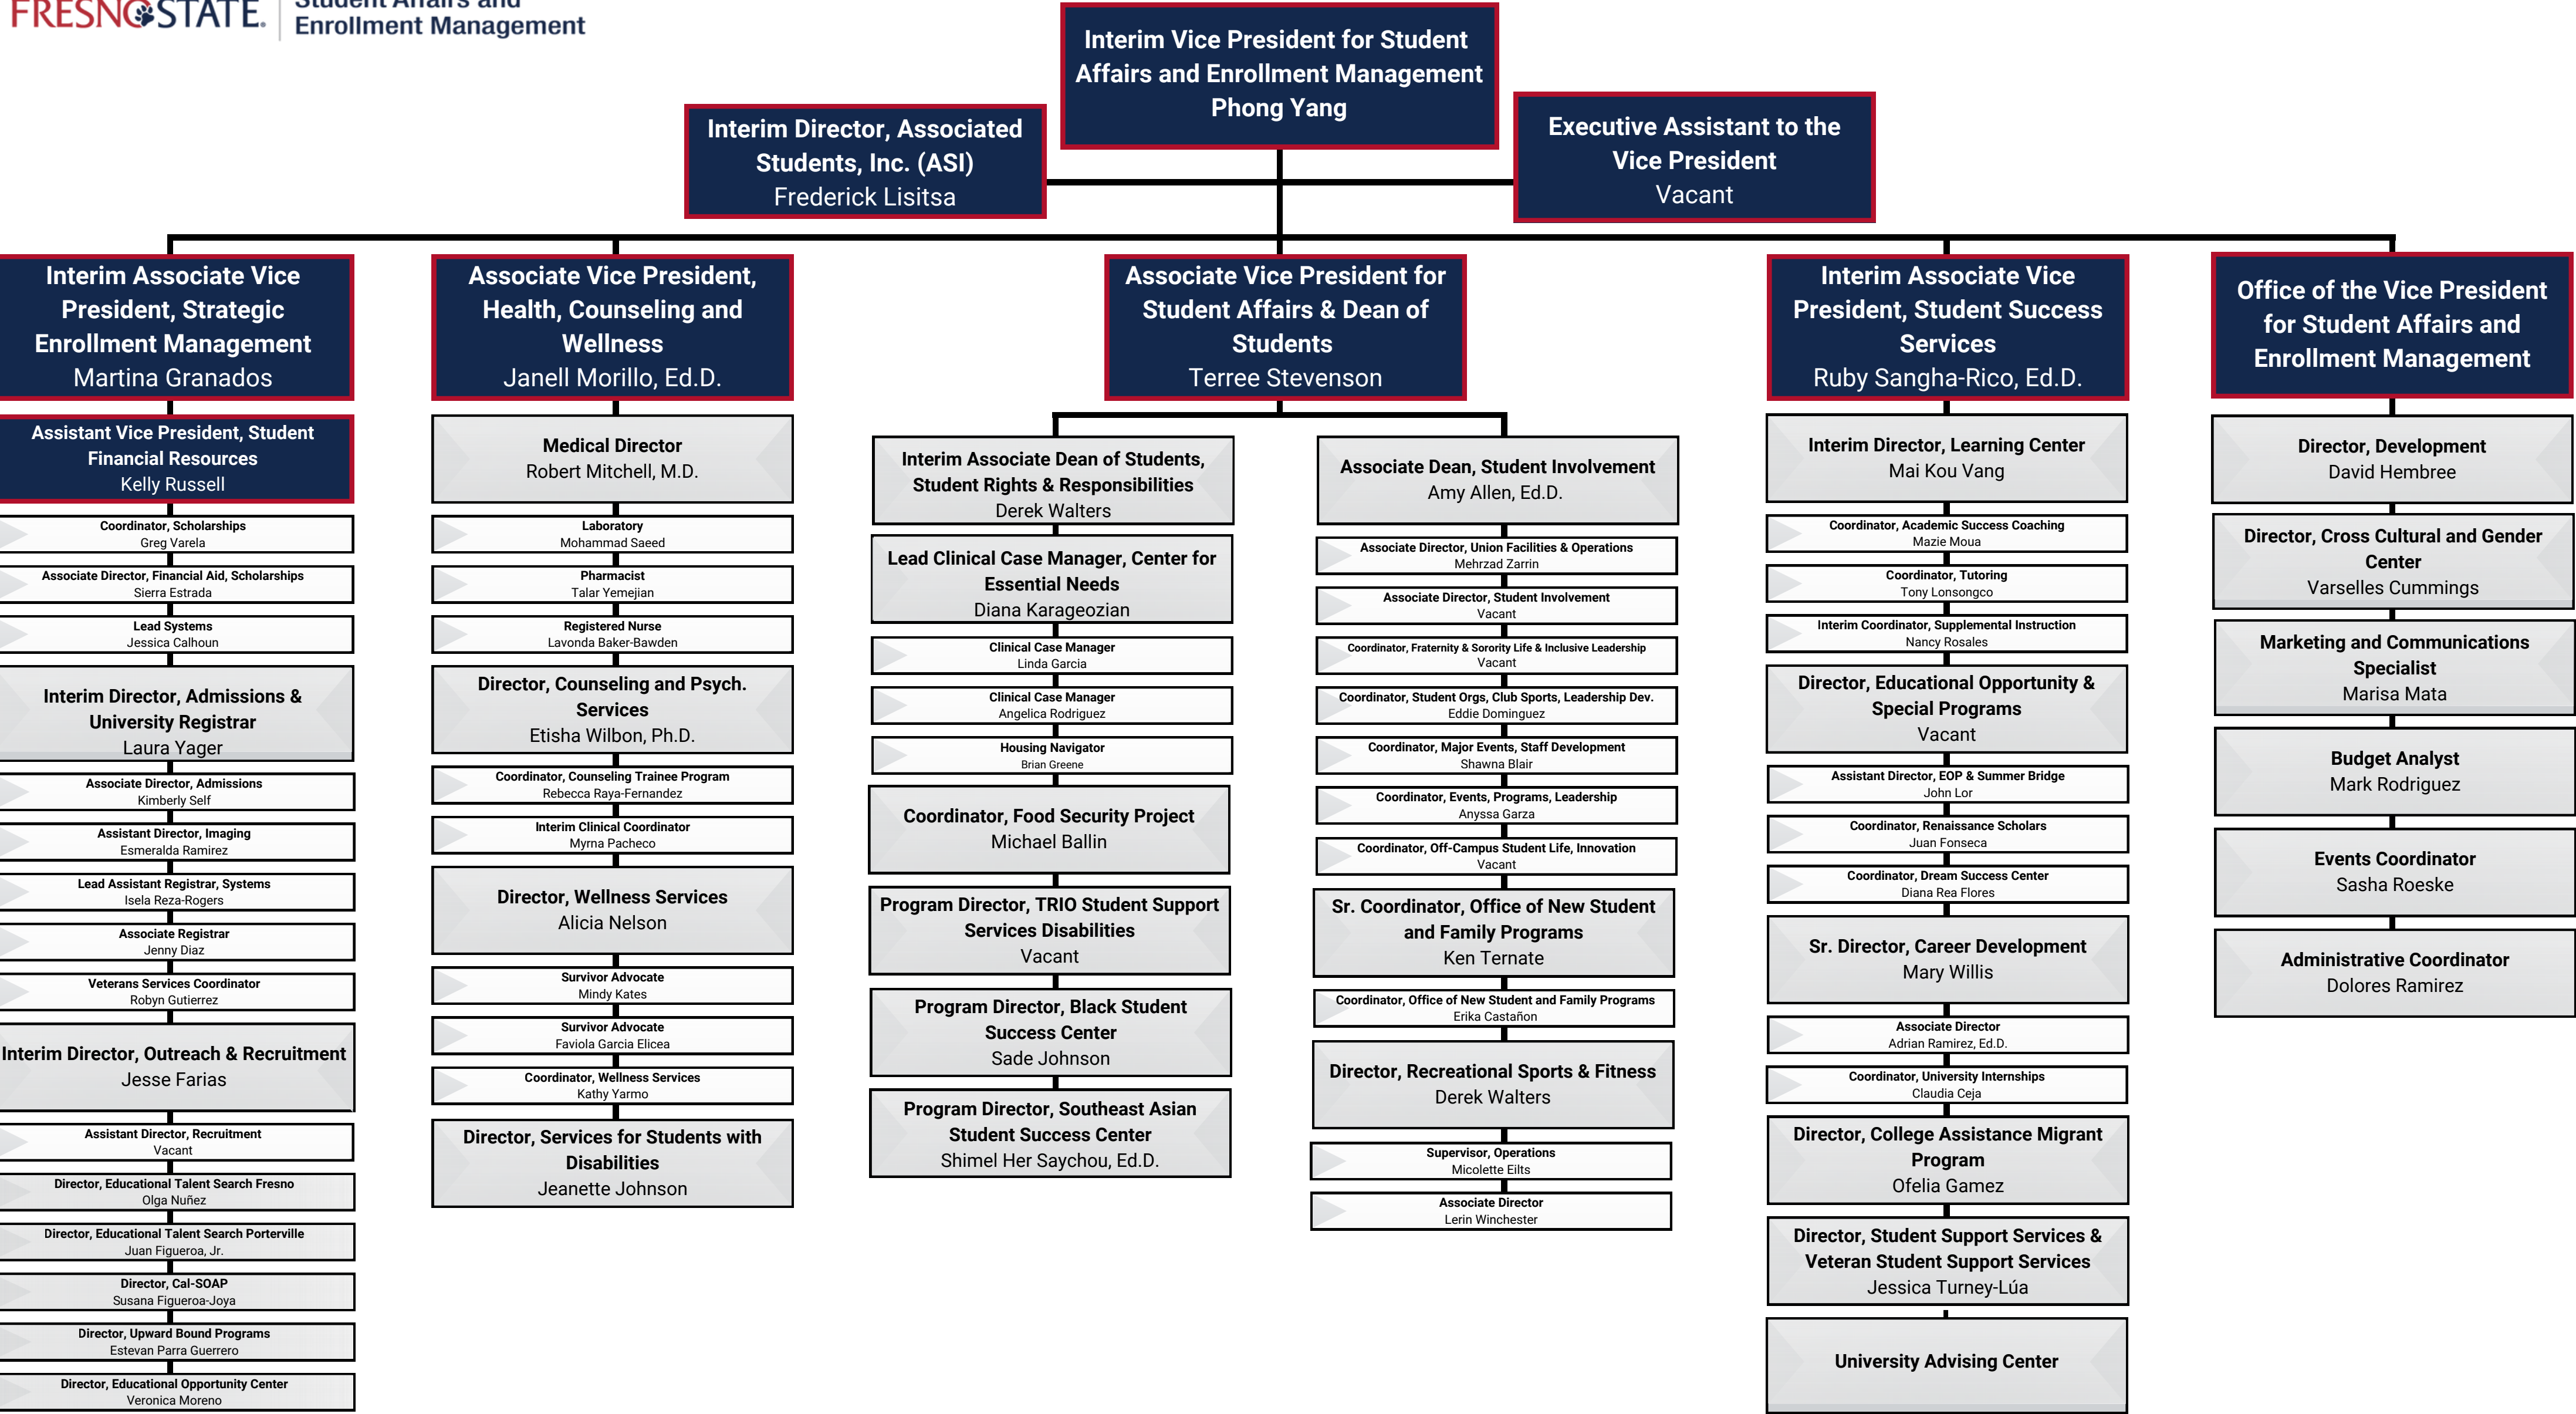 FRESNO STATE.
Student Affairs and
Enrollment Management
Interim Vice President for Student
Affairs and Enrollment Management
Phong Yang
Interim Director, Associated
Students, Inc. (ASI)
Frederick Lisitsa
Executive Assistant to the
Vice President
Vacant
Interim Associate Vice
President, Strategic
Enrollment Management
Martina Granados
Assistant Vice President, Student
Financial Resources
Kelly Russell
Coordinator, Scholarships
Greg Varela
Associate Director, Financial Aid, Scholarships
Sierra Estrada
Lead Systems
Jessica Calhoun
Interim Director, Admissions &
University Registrar
Laura Yager
Associate Director, Admissions
Kimberly Self
Assistant Director, Imaging
Esmeralda Ramirez
Lead Assistant Registrar, Systems
Isela Reza-Rogers
Associate Registrar
Jenny Diaz
Veterans Services Coordinator
Robyn Gutierrez
Interim Director, Outreach & Recruitment
Jesse Farias
Assistant Director, Recruitment
Vacant
Director, Educational Talent Search Fresno
Olga Nuñez
Director, Educational Talent Search Porterville
Juan Figueroa, Jr.
Director, Cal-SOAP
Susana Figueroa-Joya
Director, Upward Bound Programs
Estevan Parra Guerrero
Director, Educational Opportunity Center
Veronica Moreno
Associate Vice President,
Health, Counseling and
Wellness
Janell Morillo, Ed.D.
Medical Director
Robert Mitchell, M.D.
Laboratory
Mohammad Saeed
Pharmacist
Talar Yemejian
Registered Nurse
Lavonda Baker-Bawden
Director, Counseling and Psych.
Services
Etisha Wilbon, Ph.D.
Coordinator, Counseling Trainee Program
Rebecca Raya-Fernandez
Interim Clinical Coordinator
Myrna Pacheco
Director, Wellness Services
Alicia Nelson
Survivor Advocate
Mindy Kates
Survivor Advocate
Faviola Garcia Elicea
Coordinator, Wellness Services
Kathy Yarmo
Director, Services for Students with
Disabilities
Jeanette Johnson
Associate Vice President for
Student Affairs & Dean of
Students
Terree Stevenson
Interim Associate Dean of Students,
Student Rights & Responsibilities
Derek Walters
Lead Clinical Case Manager, Center for
Essential Needs
Diana Karageozian
Clinical Case Manager
Linda Garcia
Clinical Case Manager
Angelica Rodriguez
Housing Navigator
Brian Greene
Coordinator, Food Security Project
Michael Ballin
Program Director, TRIO Student Support
Services Disabilities
Vacant
Program Director, Black Student
Success Center
Sade Johnson
Program Director, Southeast Asian
Student Success Center
Shimel Her Saychou, Ed.D.
Associate Dean, Student Involvement
Amy Allen, Ed.D.
Associate Director, Union Facilities & Operations
Mehrzad Zarrin
Associate Director, Student Involvement
Vacant
Coordinator, Fraternity & Sorority Life & Inclusive Leadership
Vacant
Coordinator, Student Orgs, Club Sports, Leadership Dev.
Eddie Dominguez
Coordinator, Major Events, Staff Development
Shawna Blair
Coordinator, Events, Programs, Leadership
Anyssa Garza
Coordinator, Off-Campus Student Life, Innovation
Vacant
Sr. Coordinator, Office of New Student
and Family Programs
Ken Ternate
Coordinator, Office of New Student and Family Programs
Erika Castañon
Director, Recreational Sports & Fitness
Derek Walters
Supervisor, Operations
Micolette Eilts
Associate Director
Lerin Winchester
Interim Associate Vice
President, Student Success
Services
Ruby Sangha-Rico, Ed.D.
Interim Director, Learning Center
Mai Kou Vang
Coordinator, Academic Success Coaching
Mazie Moua
Coordinator, Tutoring
Tony Lonsongco
Interim Coordinator, Supplemental Instruction
Nancy Rosales
Director, Educational Opportunity &
Special Programs
Vacant
Assistant Director, EOP & Summer Bridge
John Lor
Coordinator, Renaissance Scholars
Juan Fonseca
Coordinator, Dream Success Center
Diana Rea Flores
Sr. Director, Career Development
Mary Willis
Associate Director
Adrian Ramirez, Ed.D.
Coordinator, University Internships
Claudia Ceja
Director, College Assistance Migrant
Program
Ofelia Gamez
Director, Student Support Services &
Veteran Student Support Services
Jessica Turney-Lúa
University Advising Center
Office of the Vice President
for Student Affairs and
Enrollment Management
Director, Development
David Hembree
Director, Cross Cultural and Gender
Center
Varselles Cummings
Marketing and Communications
Specialist
Marisa Mata
Budget Analyst
Mark Rodriguez
Events Coordinator
Sasha Roeske
Administrative Coordinator
Dolores Ramirez